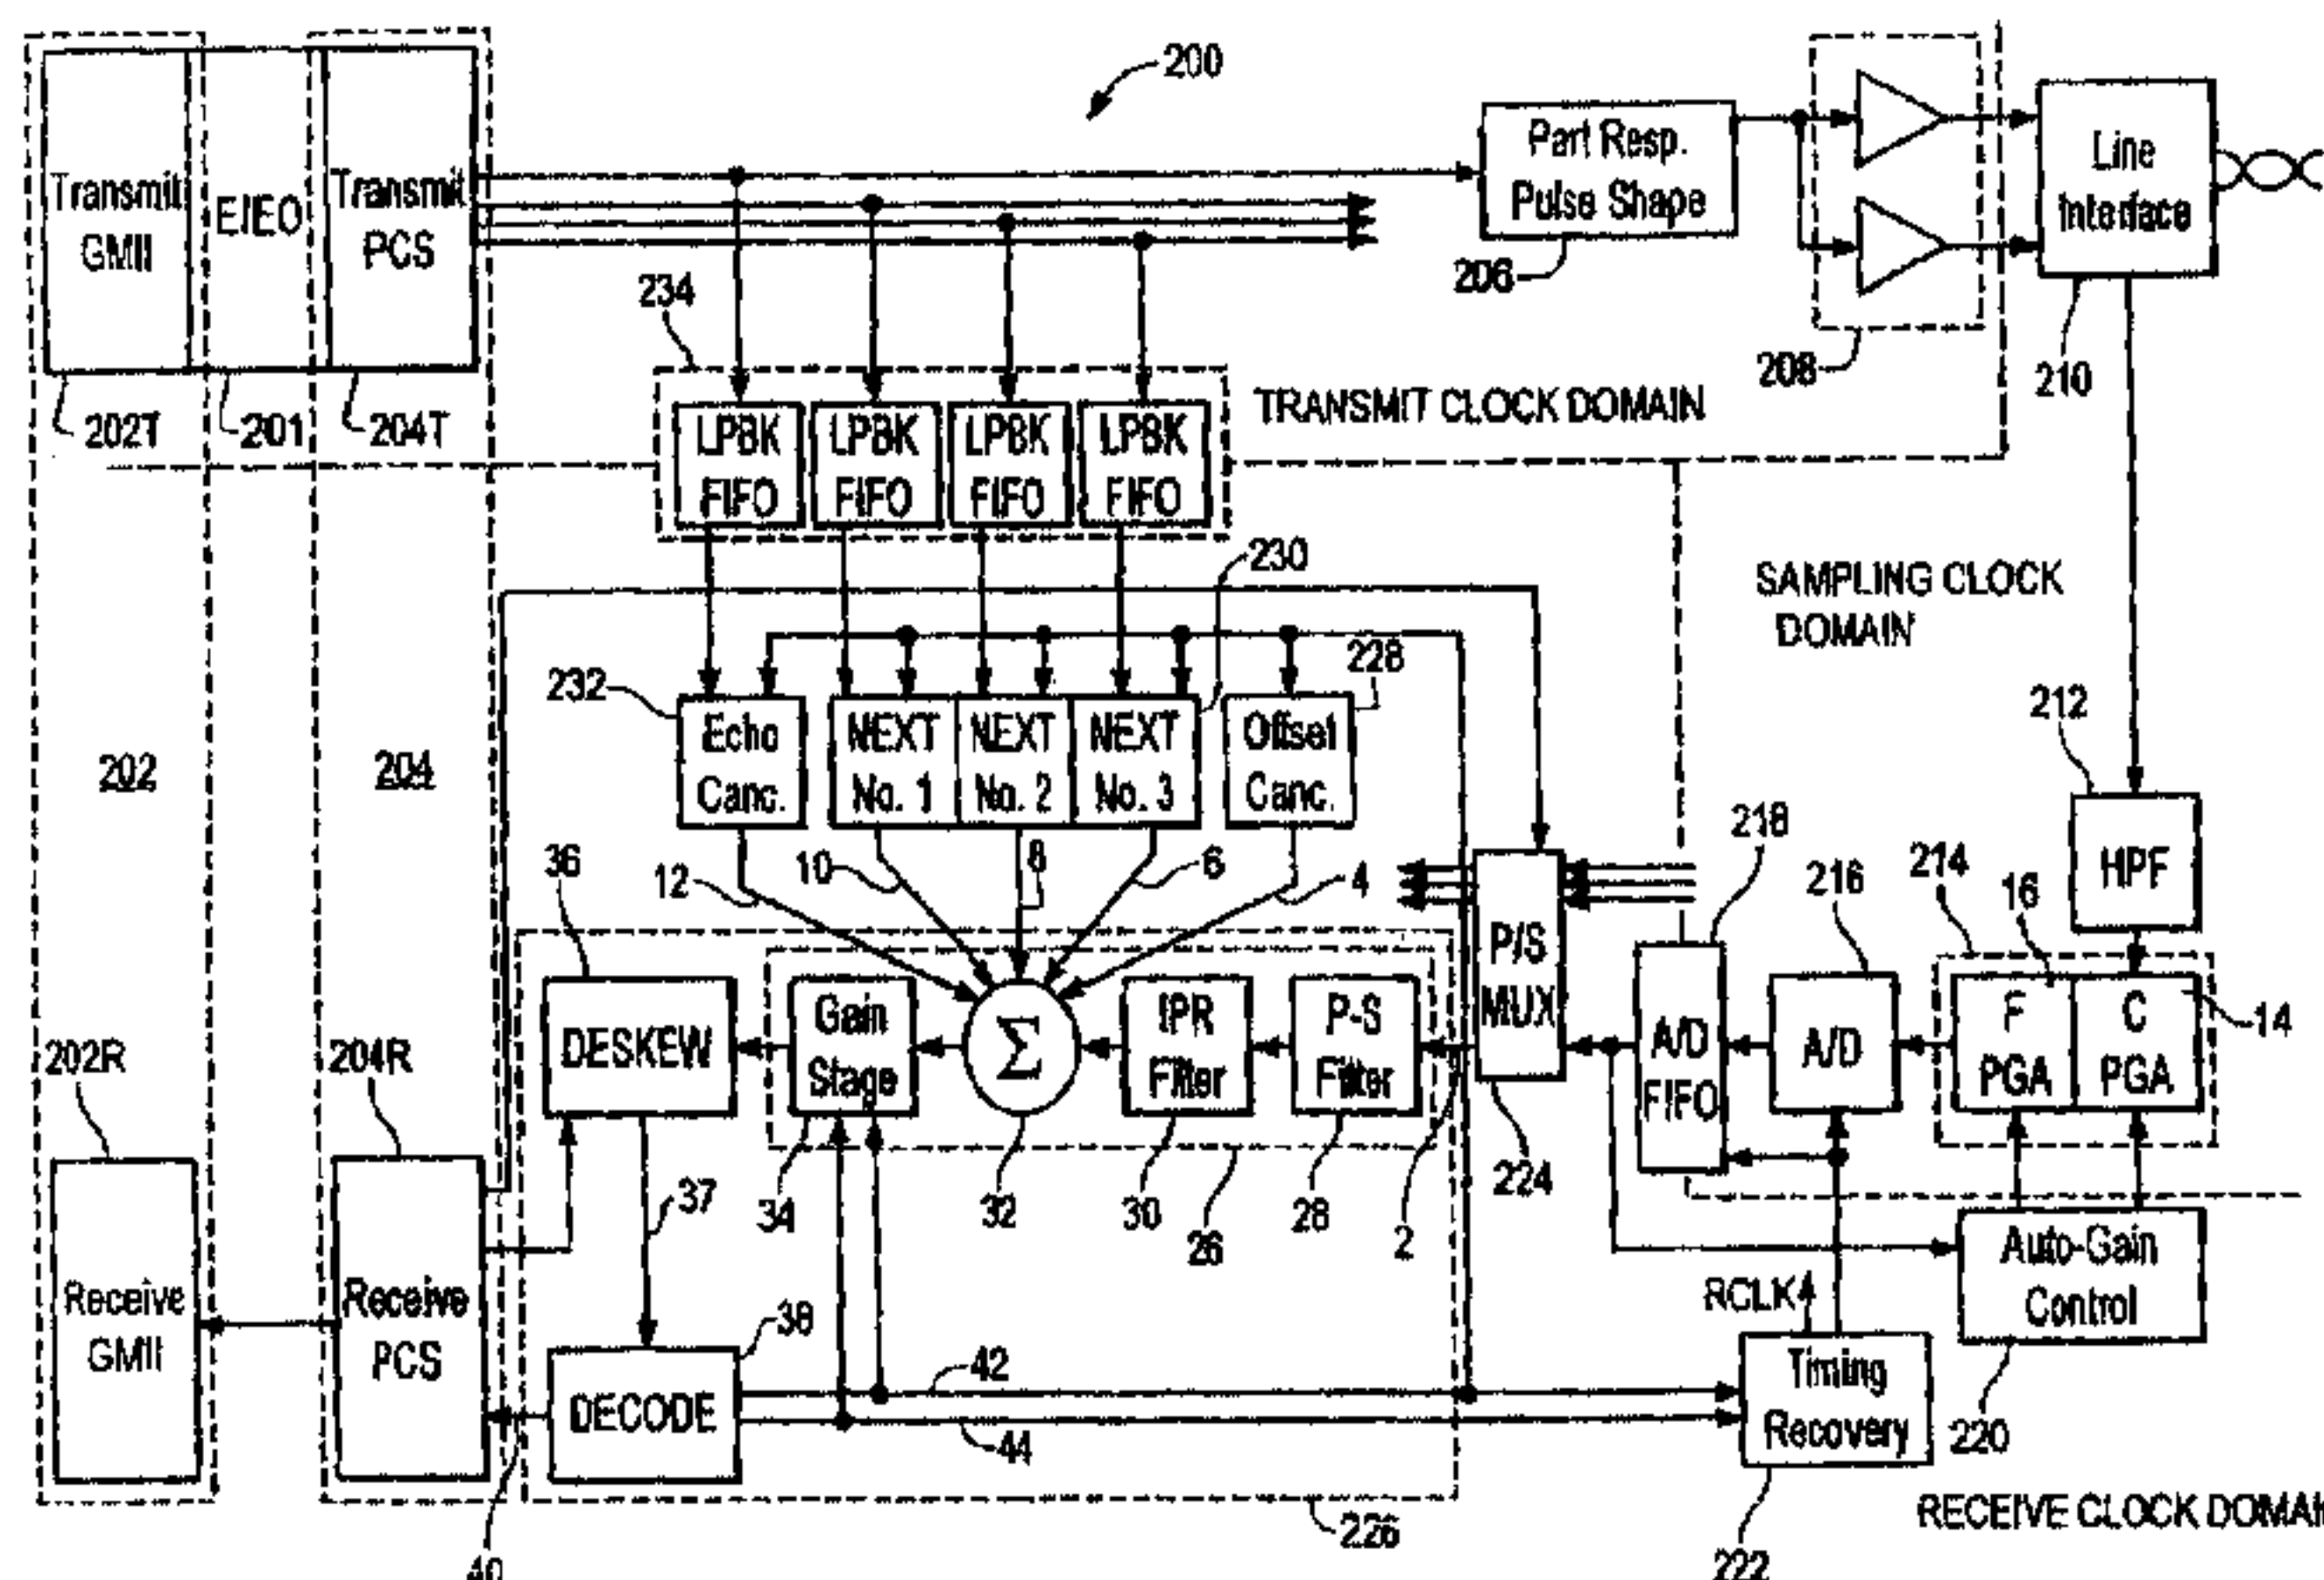 200
Transmit
GMII
EIEO
Transmit
PCS
Part Resp.
Pulse Shape
Line
Interface
206
208
210
234
202T
201
204T
TRANSMIT CLOCK DOMAIN
LPBK
FIFO
LPBK
FIFO
LPBK
FIFO
LPBK
FIFO
230
SAMPLING CLOCK
DOMAIN
228
232
Echo
Canc.
NEXT
No. 1
NEXT
No. 2
NEXT
No. 3
Offset
Canc.
212
HPF
202
204
36
12
10
8
6
4
218
216
214
16
14
DESKEW
Gain
Stage
Σ
IPR
Filter
P-S
Filter
P/S
MUX
A/D
FIFO
A/D
F
PGA
C
PGA
202R
204R
37
34
32
30
26
28
2
224
Auto-Gain
Control
RCLK
Receive
GMII
Receive
PCS
38
DECODE
42
44
Timing
Recovery
220
40
226
222
RECEIVE CLOCK DOMAIN